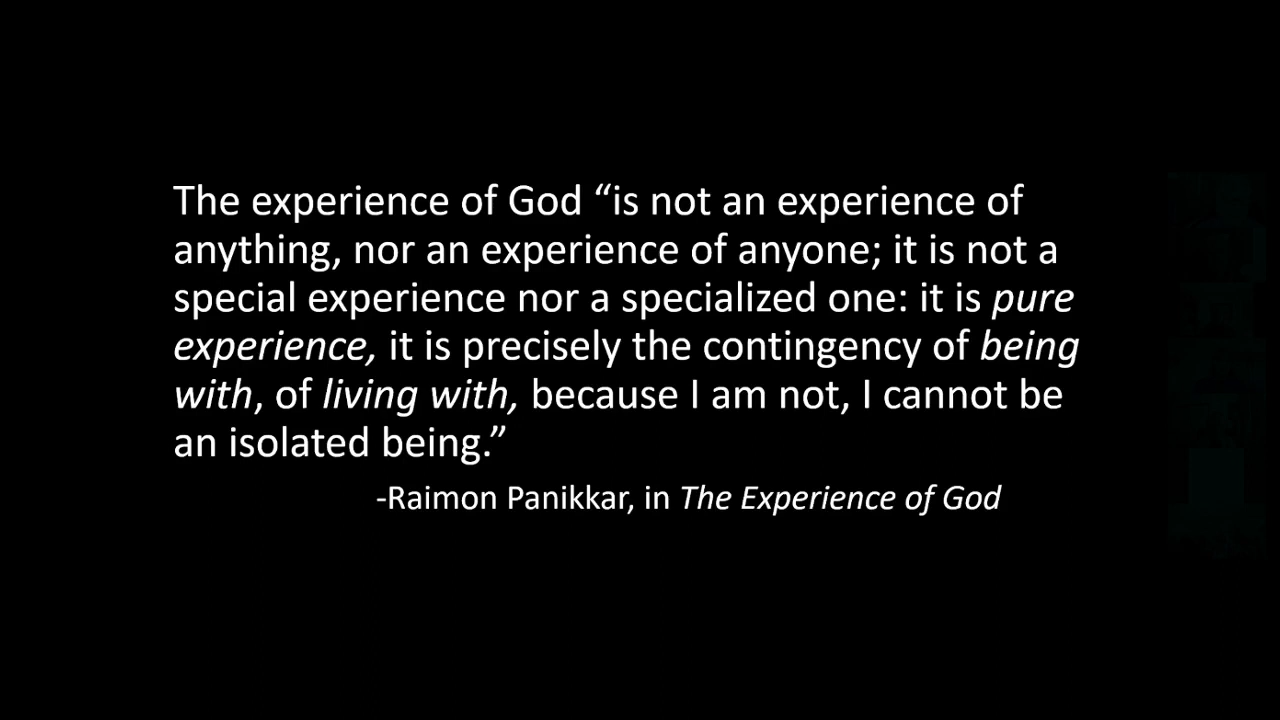 The experience of God “is not an experience of
anything, nor an experience of anyone; it is not a
special experience nor a specialized one: it is pure
experience, it is precisely the contingency of being
with, of living with, because I am not, I cannot be
an isolated being.”
-Raimon Panikkar, in The Experience of God